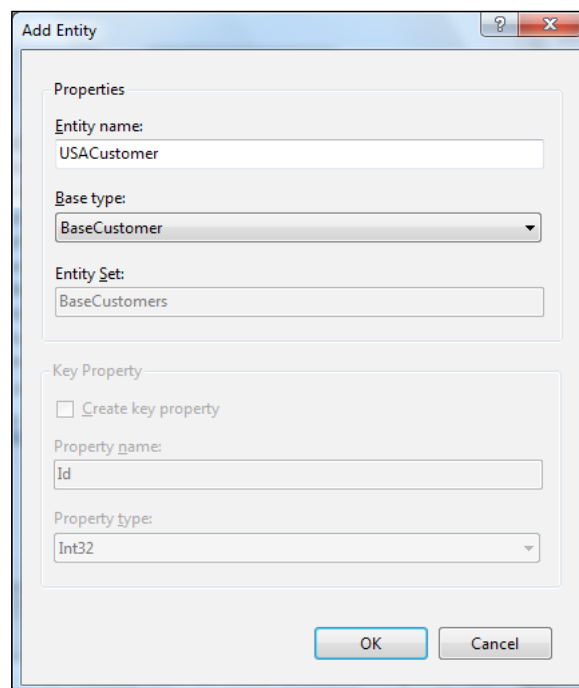 Add Entity
Properties
Entity name:
USACustomer
Base type:
BaseCustomer
Entity Set:
BaseCustomers
Key Property
Create key property
Property name:
Id
Property type:
Int32
OK Cancel